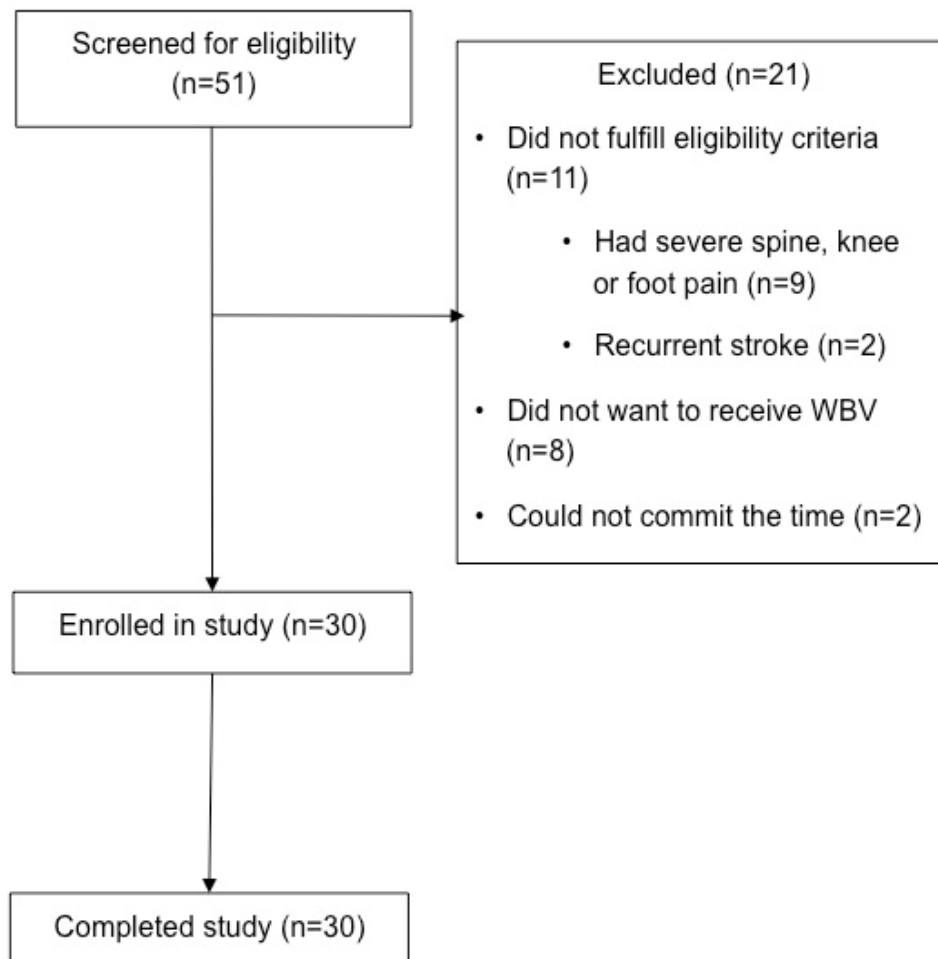 Screened for eligibility
(n=51)
Excluded (n=21)
• Did not fulfill eligibility criteria
(n=11)
• Had severe spine, knee
or foot pain (n=9)
• Recurrent stroke (n=2)
• Did not want to receive WBV
(n=8)
• Could not commit the time (n=2)
Enrolled in study (n=30)
Completed study (n=30)